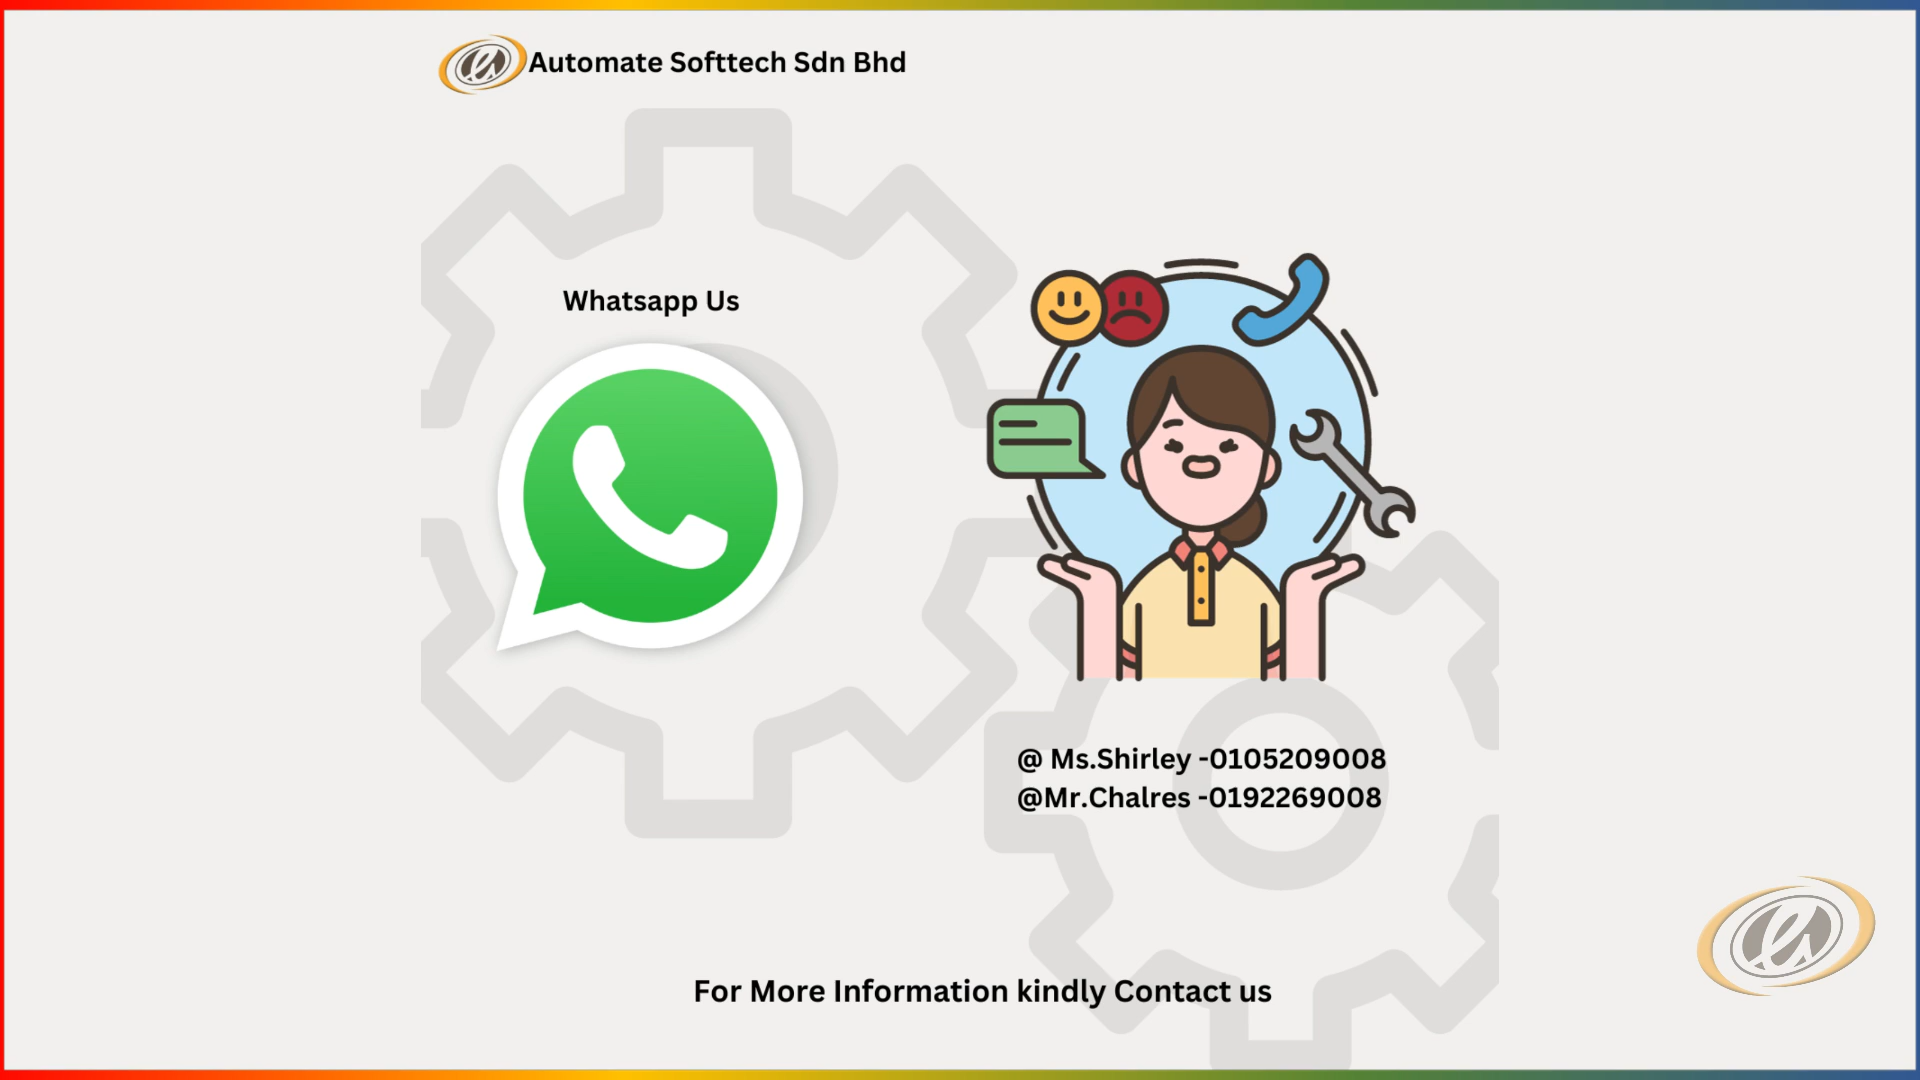 Automate Softtech Sdn Bhd
Whatsapp Us
@ Ms.Shirley -0105209008
@Mr.Chalres -0192269008
For More Information kindly Contact us